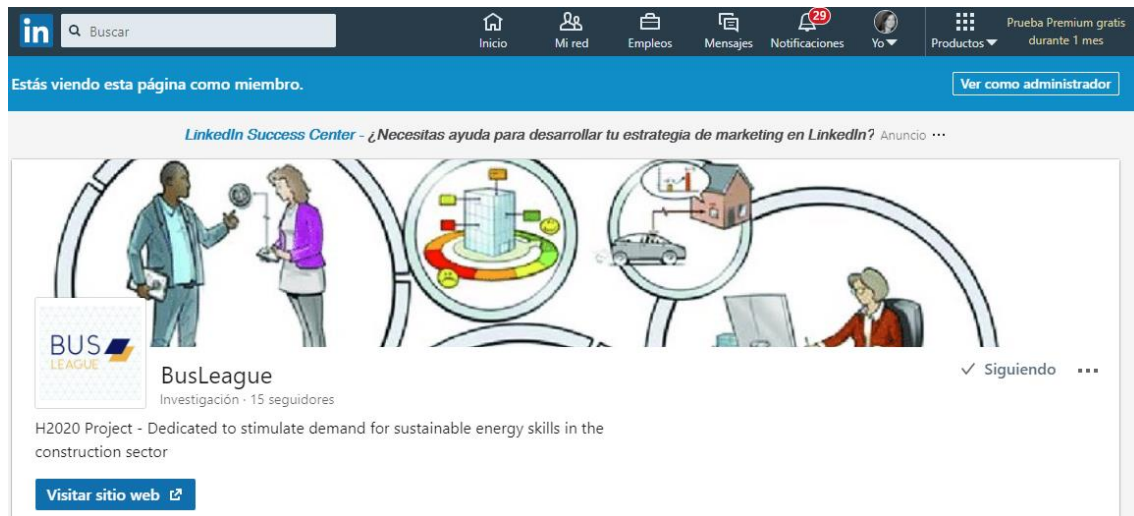 in
Buscar
Inicio
Mi red
Empleos
Mensajes
29
Notificaciones
Yo
Productos
Prueba Premium gratis
durante 1 mes
Estás viendo esta página como miembro.
Ver como administrador
LinkedIn Success Center - ¿Necesitas ayuda para desarrollar tu estrategia de marketing en LinkedIn? Anuncio ···
BUS
LEAGUE
BusLeague
Investigación · 15 seguidores
✓ Siguiendo ...
H2020 Project - Dedicated to stimulate demand for sustainable energy skills in the
construction sector
Visitar sitio web